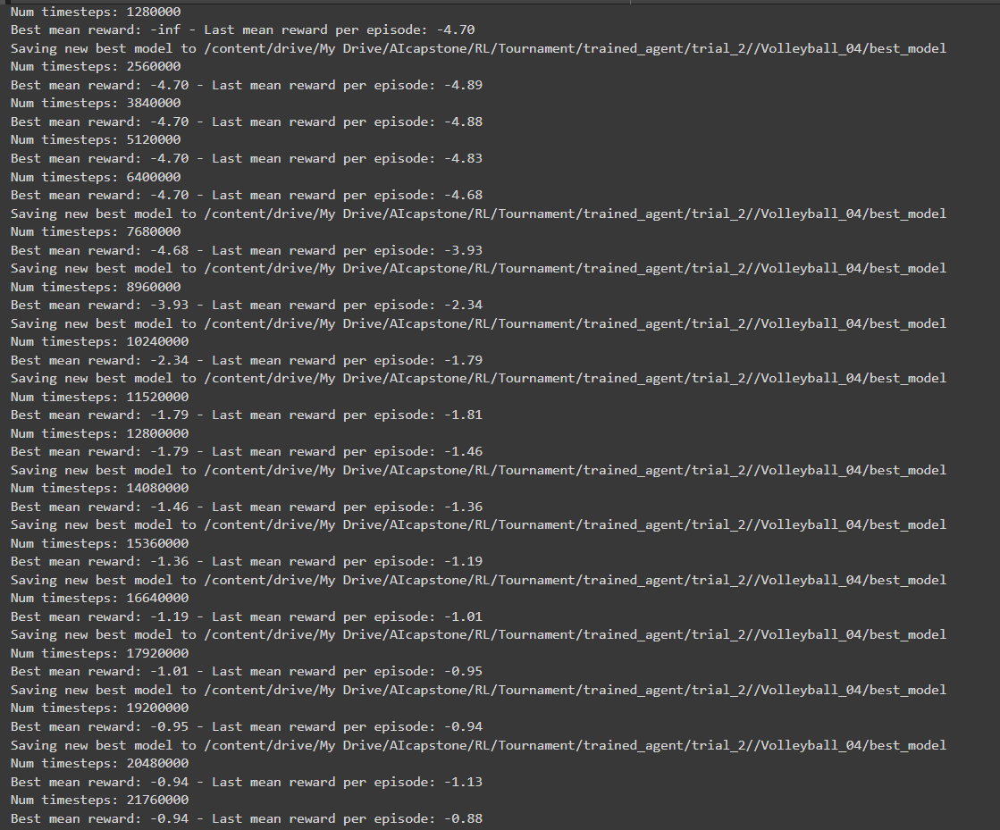 Num timesteps: 1280000
Best mean reward: -inf - Last mean reward per episode: -4.70
Saving new best model to /content/drive/My Drive/AIcapstone/RL/Tournament/trained_agent/trial_2//Volleyball_04/best_model
Num timesteps: 2560000
Best mean reward: -4.70 - Last mean reward per episode: -4.89
Num timesteps: 3840000
Best mean reward: -4.70 - Last mean reward per episode: -4.88
Num timesteps: 5120000
Best mean reward: -4.70 - Last mean reward per episode: -4.83
Num timesteps: 6400000
Best mean reward: -4.70 - Last mean reward per episode: -4.68
Saving new best model to /content/drive/My Drive/AIcapstone/RL/Tournament/trained_agent/trial_2//Volleyball_04/best_model
Num timesteps: 7680000
Best mean reward: -4.68 - Last mean reward per episode: -3.93
Saving new best model to /content/drive/My Drive/AIcapstone/RL/Tournament/trained_agent/trial_2//Volleyball_04/best_model
Num timesteps: 8960000
Best mean reward: -3.93 - Last mean reward per episode: -2.34
Saving new best model to /content/drive/My Drive/AIcapstone/RL/Tournament/trained_agent/trial_2//Volleyball_04/best_model
Num timesteps: 10240000
Best mean reward: -2.34 - Last mean reward per episode: -1.79
Saving new best model to /content/drive/My Drive/AIcapstone/RL/Tournament/trained_agent/trial_2//Volleyball_04/best_model
Num timesteps: 11520000
Best mean reward: -1.79 - Last mean reward per episode: -1.81
Num timesteps: 12800000
Best mean reward: -1.79 - Last mean reward per episode: -1.46
Saving new best model to /content/drive/My Drive/AIcapstone/RL/Tournament/trained_agent/trial_2//Volleyball_04/best_model
Num timesteps: 14080000
Best mean reward: -1.46 - Last mean reward per episode: -1.36
Saving new best model to /content/drive/My Drive/AIcapstone/RL/Tournament/trained_agent/trial_2//Volleyball_04/best_model
Num timesteps: 15360000
Best mean reward: -1.36 - Last mean reward per episode: -1.19
Saving new best model to /content/drive/My Drive/AIcapstone/RL/Tournament/trained_agent/trial_2//Volleyball_04/best_model
Num timesteps: 16640000
Best mean reward: -1.19 - Last mean reward per episode: -1.01
Saving new best model to /content/drive/My Drive/AIcapstone/RL/Tournament/trained_agent/trial_2//Volleyball_04/best_model
Num timesteps: 17920000
Best mean reward: -1.01 - Last mean reward per episode: -0.95
Saving new best model to /content/drive/My Drive/AIcapstone/RL/Tournament/trained_agent/trial_2//Volleyball_04/best_model
Num timesteps: 19200000
Best mean reward: -0.95 - Last mean reward per episode: -0.94
Saving new best model to /content/drive/My Drive/AIcapstone/RL/Tournament/trained_agent/trial_2//Volleyball_04/best_model
Num timesteps: 20480000
Best mean reward: -0.94 - Last mean reward per episode: -1.13
Num timesteps: 21760000
Best mean reward: -0.94 - Last mean reward per episode: -0.88